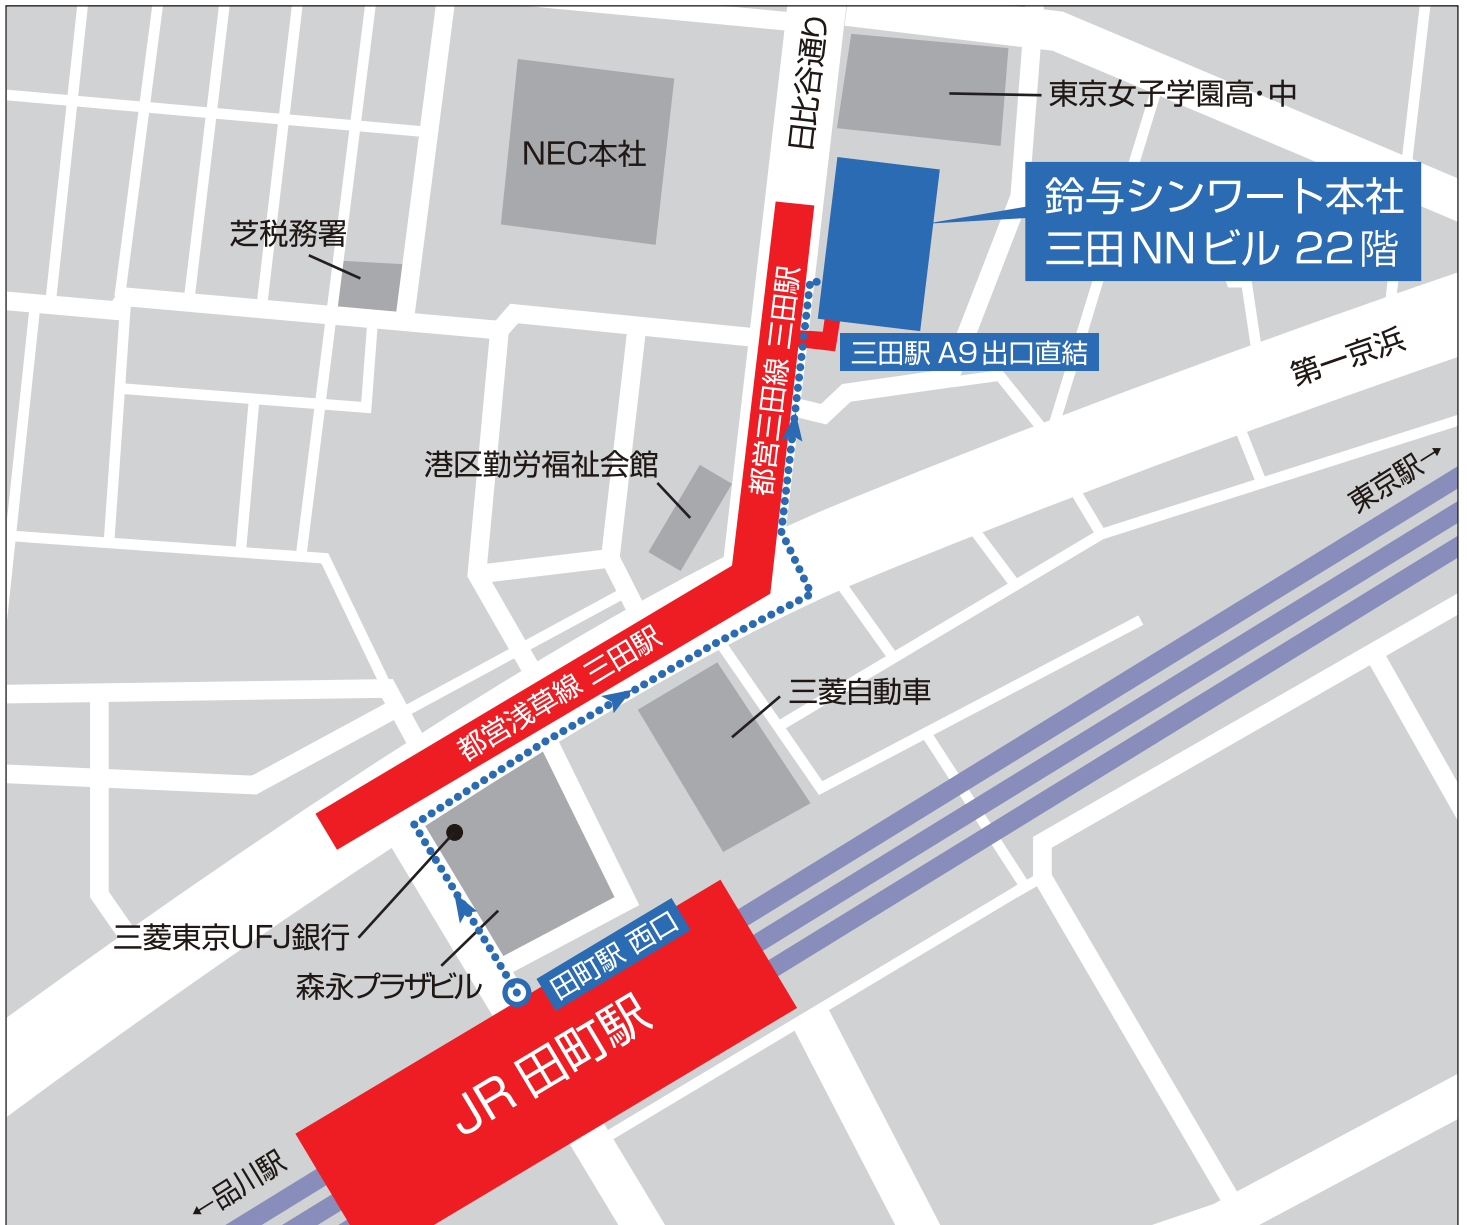 日比谷通り
東京女子学園高・中
NEC本社
鈴与シンワート本社
三田NNビル 22階
芝税務署
都営三田線 三田駅
三田駅 A9出口直結
第一京浜
港区勤労福祉会館
東京駅→
都営浅草線 三田駅
三菱自動車
三菱東京UFJ銀行
森永プラザビル
田町駅 西口
JR 田町駅
←品川駅